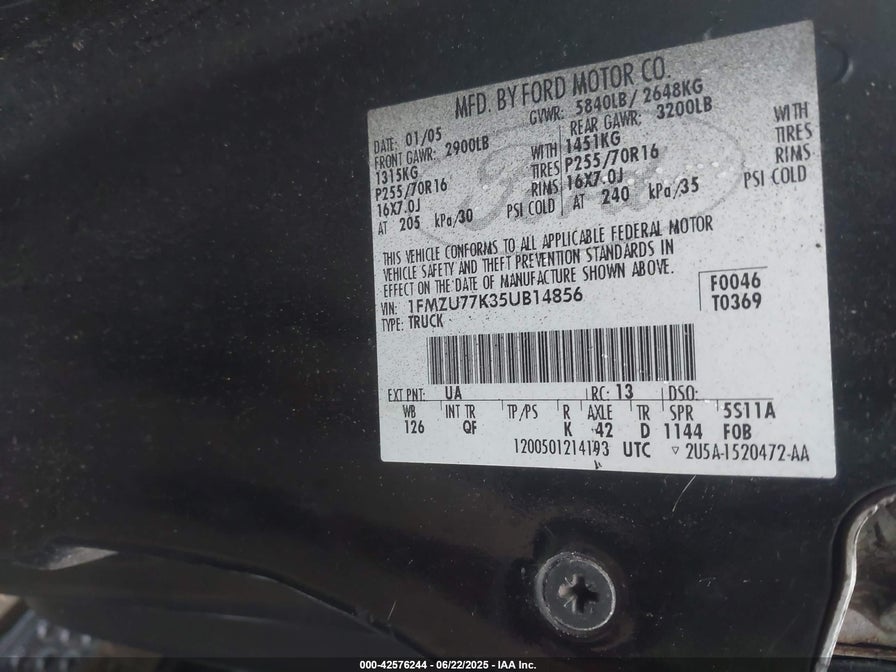 MFD. BY FORD MOTOR CO.
DATE: 01/05 GVWR: 5840LB/ 2648KG
FRONT GAWR: 2900LB REAR GAWR: 3200LB
1315KG WITH 1451KG WITH
P255/70R16 TIRES P255/70R16 TIRES
16X7.0J RIMS 16X7.0J RIMS
AT 205 kPa/30 PSI COLD AT 240 kPa/35 PSI COLD
THIS VEHICLE CONFORMS TO ALL APPLICABLE FEDERAL MOTOR
VEHICLE SAFETY AND THEFT PREVENTION STANDARDS IN
EFFECT ON THE DATE OF MANUFACTURE SHOWN ABOVE.
VIN: 1FMZU77K35UB14856 F0046
TYPE: TRUCK T0369
EXT PNT: UA RC: 13 DSO:
WB INT TR TP/PS R AXLE TR SPR 5S11A
126 QF K 42 D 1144 FOB
1200501214193 UTC ▽ 2U5A-1520472-AA
Ford
000-42576244 - 06/22/2025 - IAA Inc.